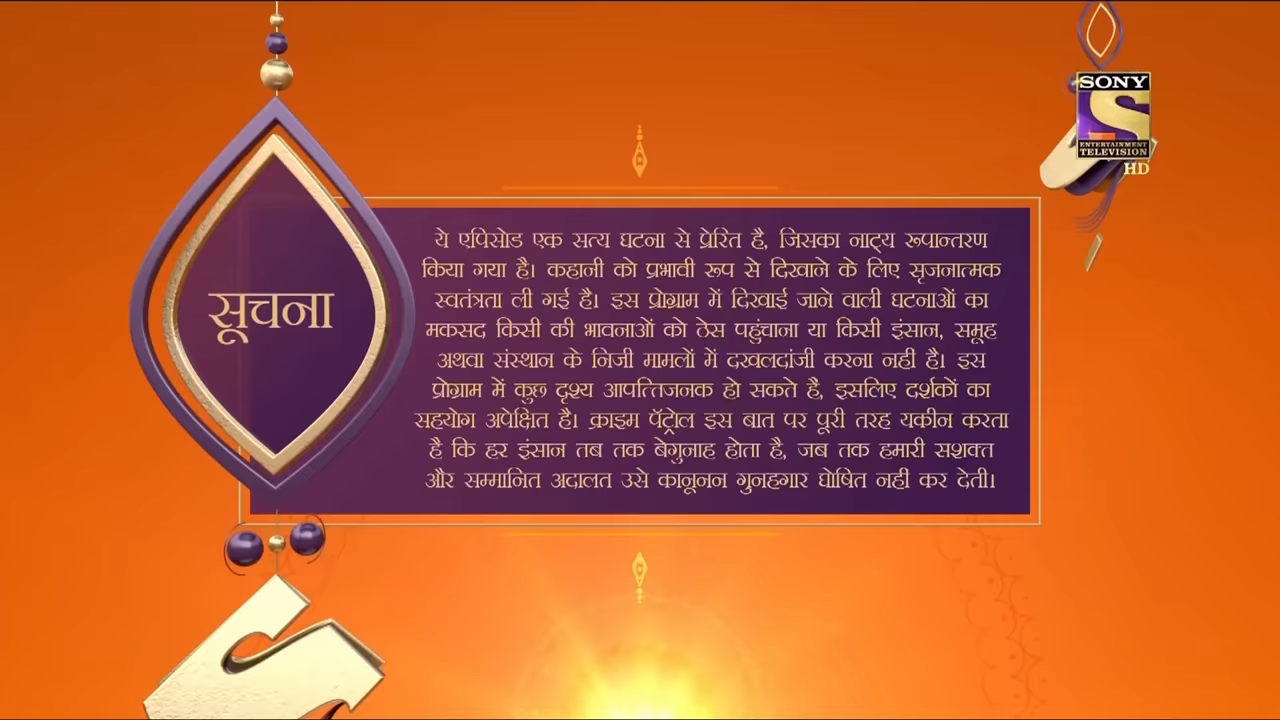 सूचना
ये एपिसोड एक सत्य घटना से प्रेरित है, जिसका नाट्य रूपान्तरण
किया गया है। कहानी को प्रभावी रूप से दिखाने के लिए सृजनात्मक
स्वतंत्रता ली गई है। इस प्रोग्राम में दिखाई जाने वाली घटनाओं का
मकसद किसी की भावनाओं को ठेस पहुंचाना या किसी इंसान, समूह
अथवा संस्थान के निजी मामलों में दखलदांजी करना नहीं है। इस
प्रोग्राम में कुछ दृश्य आपत्तिजनक हो सकते हैं, इसलिए दर्शकों का
सहयोग अपेक्षित है। क्राइम पॅट्रोल इस बात पर पूरी तरह यकीन करता
है कि हर इंसान तब तक बेगुनाह होता है, जब तक हमारी सशक्त
और सम्मानित अदालत उसे कानूनन गुनहगार घोषित नहीं कर देती।
SONY
ENTERTAINMENT
TELEVISION
HD